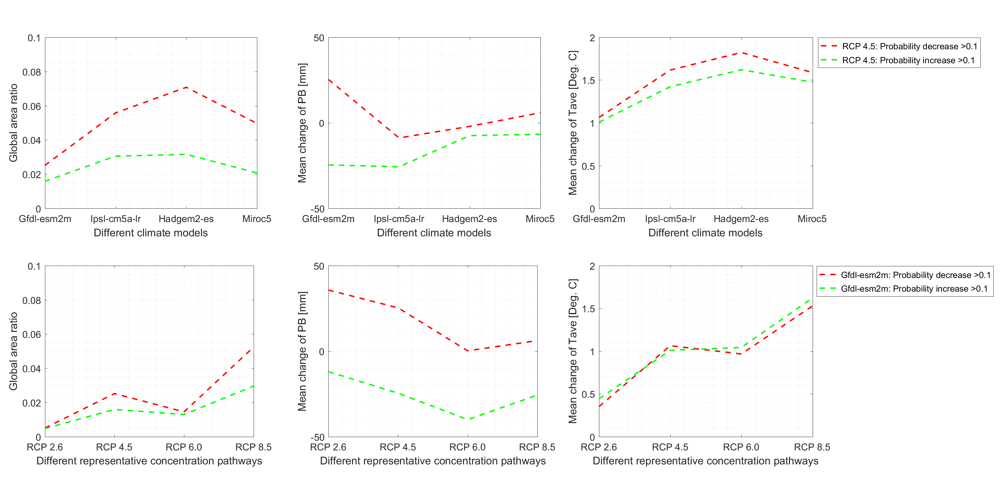 0.1
0.08
0.06
0.04
0.02
0
Global area ratio
Gfdl-esm2m Ipsl-cm5a-lr Hadgem2-es Miroc5
Different climate models
50
0
-50
Mean change of PB [mm]
Gfdl-esm2m Ipsl-cm5a-lr Hadgem2-es Miroc5
Different climate models
2
1.5
1
0.5
0
Mean change of Tave [Deg. C]
Gfdl-esm2m Ipsl-cm5a-lr Hadgem2-es Miroc5
Different climate models
RCP 4.5: Probability decrease >0.1
RCP 4.5: Probability increase >0.1
0.1
0.08
0.06
0.04
0.02
0
Global area ratio
RCP 2.6 RCP 4.5 RCP 6.0 RCP 8.5
Different representative concentration pathways
50
0
-50
Mean change of PB [mm]
RCP 2.6 RCP 4.5 RCP 6.0 RCP 8.5
Different representative concentration pathways
2
1.5
1
0.5
0
Mean change of Tave [Deg. C]
RCP 2.6 RCP 4.5 RCP 6.0 RCP 8.5
Different representative concentration pathways
Gfdl-esm2m: Probability decrease >0.1
Gfdl-esm2m: Probability increase >0.1